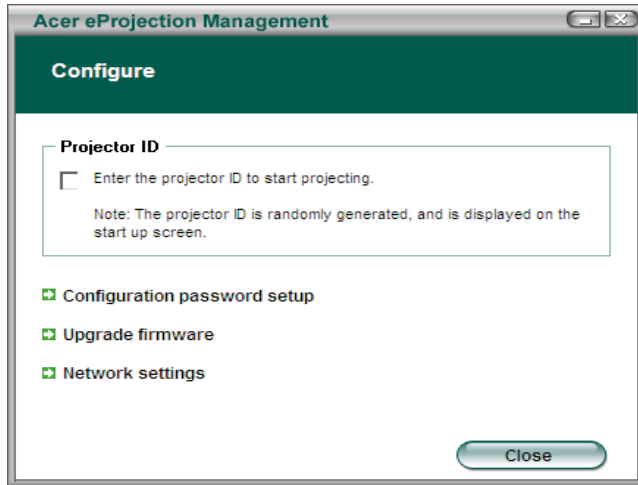 Acer eProjection Management
Configure
Projector ID
Enter the projector ID to start projecting.
Note: The projector ID is randomly generated, and is displayed on the
start up screen.
Configuration password setup
Upgrade firmware
Network settings
Close